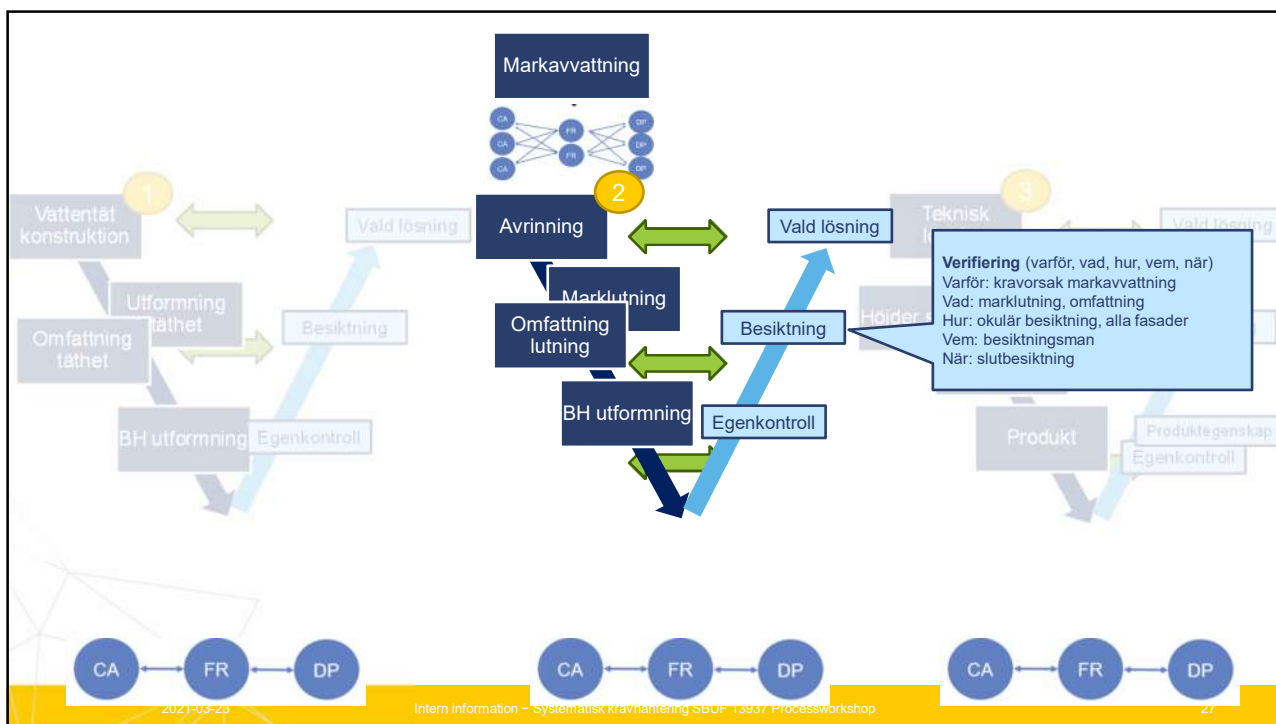 Markavvattning
CA
CA
CA
FR
FR
DP
DP
DP
1
Vattentät
konstruktion
Vald lösning
Utformning
täthet
Omfattning
täthet
Besiktning
BH utformning
Egenkontroll
2
Avrinning
Vald lösning
Marklutning
Omfattning
lutning
Besiktning
BH utformning
Egenkontroll
3
Teknisk
Vald lösning
Verifiering (varför, vad, hur, vem, när)
Varför: kravorsak markavvattning
Vad: marklutning, omfattning
Hur: okulär besiktning, alla fasader
Vem: besiktningsman
När: slutbesiktning
Höjder
Produkt
Produktegenskap
Egenkontroll
CA
FR
DP
CA
FR
DP
CA
FR
DP
2021-03-23
Intern information – Systematisk kravhantering SBUF 13937 Processworkshop
27